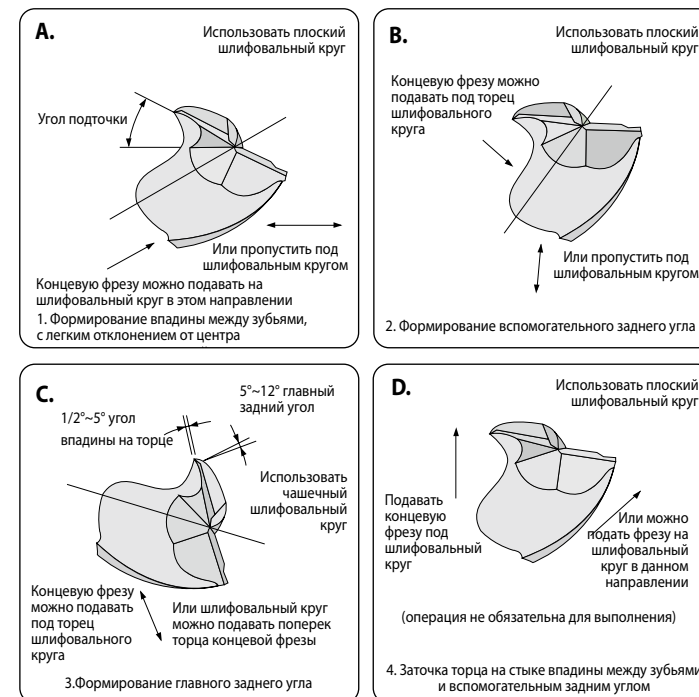 A.
Использовать плоский
шлифовальный круг
Угол подточки
Или пропустить под
шлифовальным кругом
Концевую фрезу можно подавать на
шлифовальный круг в этом направлении
1. Формирование впадины между зубьями,
с легким отклонением от центра
B.
Использовать плоский
шлифовальный круг
Концевую фрезу можно
подавать под торец
шлифовального
круга
Или пропустить под
шлифовальным кругом
2. Формирование вспомогательного заднего угла
C.
1/2°~5° угол
впадины на торце
5°~12° главный
задний угол
Использовать
чашечный
шлифовальный
круг
Концевую фрезу
можно подавать
под торец
шлифовального
круга
Или шлифовальный круг
можно подавать поперек
торца концевой фрезы
3.Формирование главного заднего угла
D.
Использовать плоский
шлифовальный круг
Подавать
концевую
фрезу под
шлифовальный
круг
Или можно
подать фрезу на
шлифовальный
круг в данном
направлении
(операция не обязательна для выполнения)
4. Заточка торца на стыке впадины между зубьями
и вспомогательным задним углом